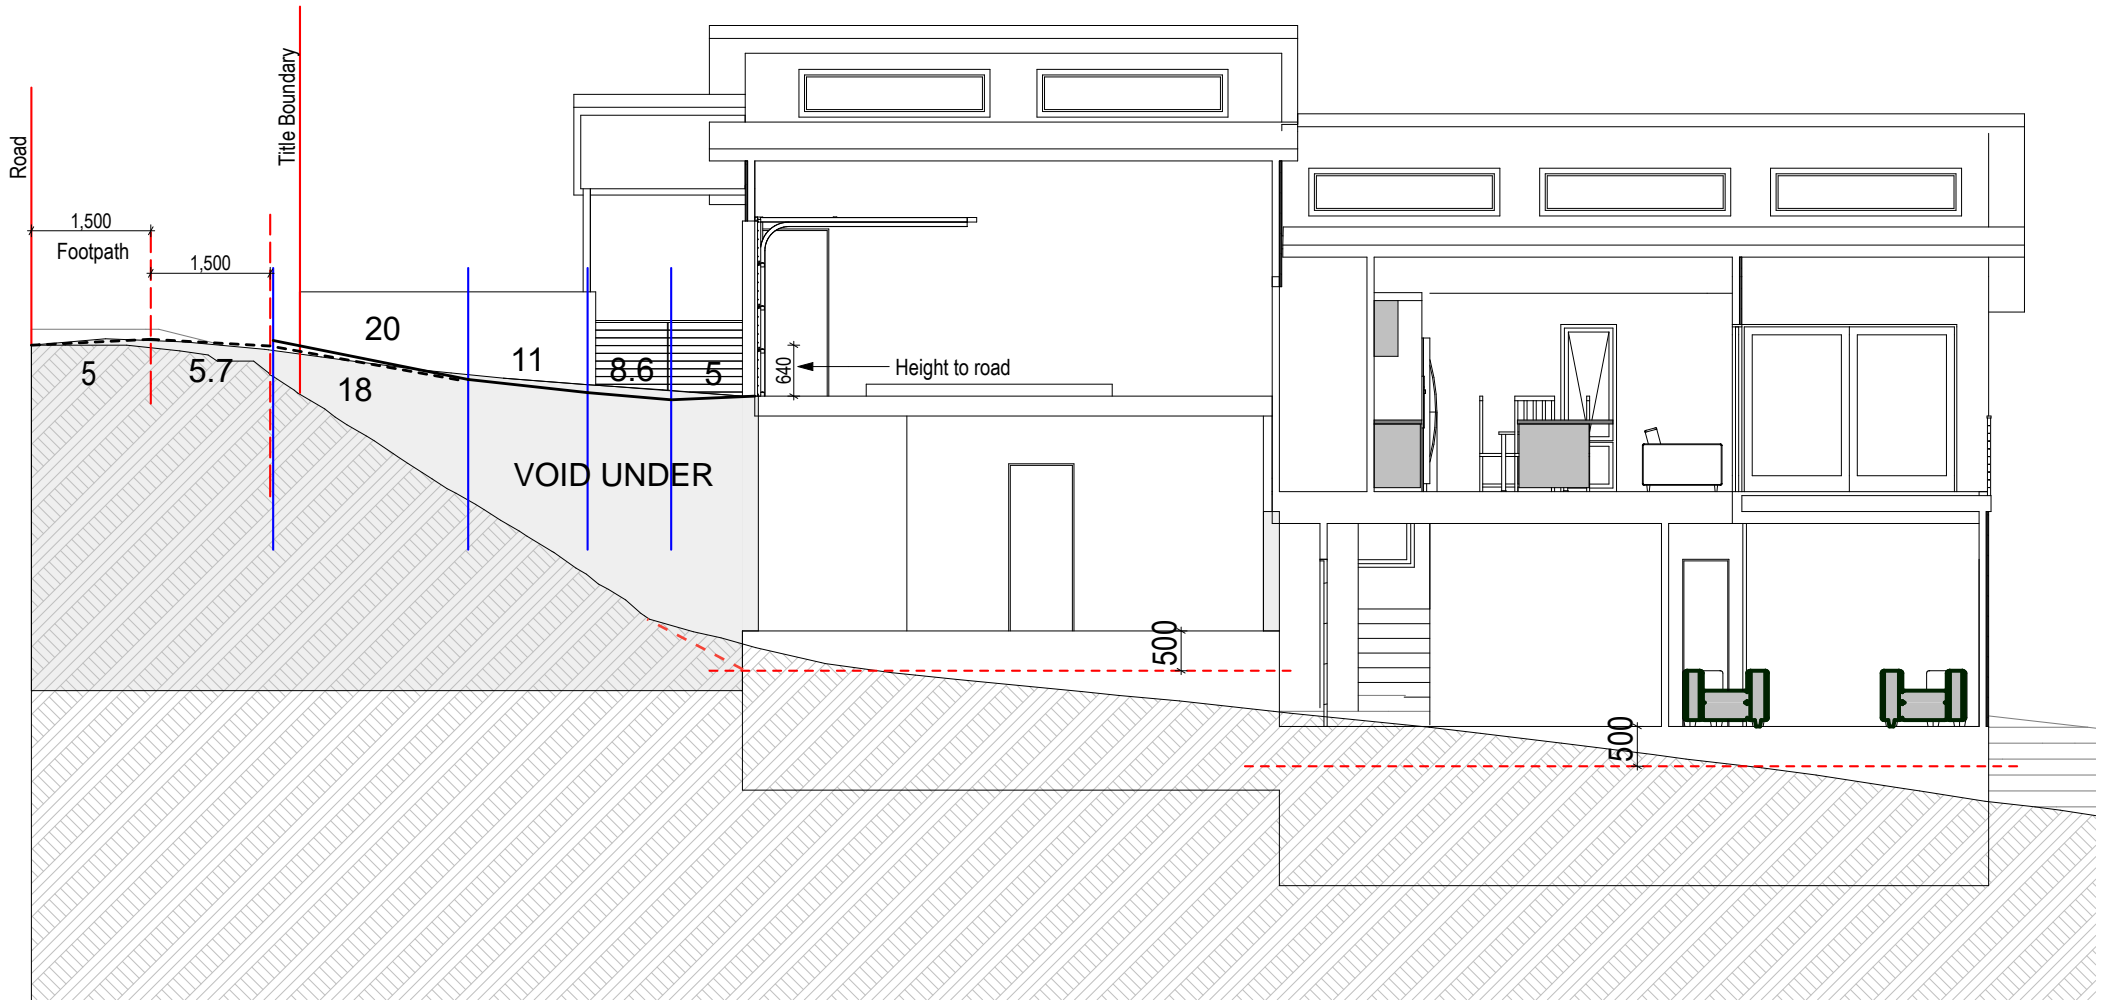 Road
Title Boundary
1,500
Footpath
1,500
20
11
8.6
5
5
5.7
18
640
Height to road
VOID UNDER
500
500